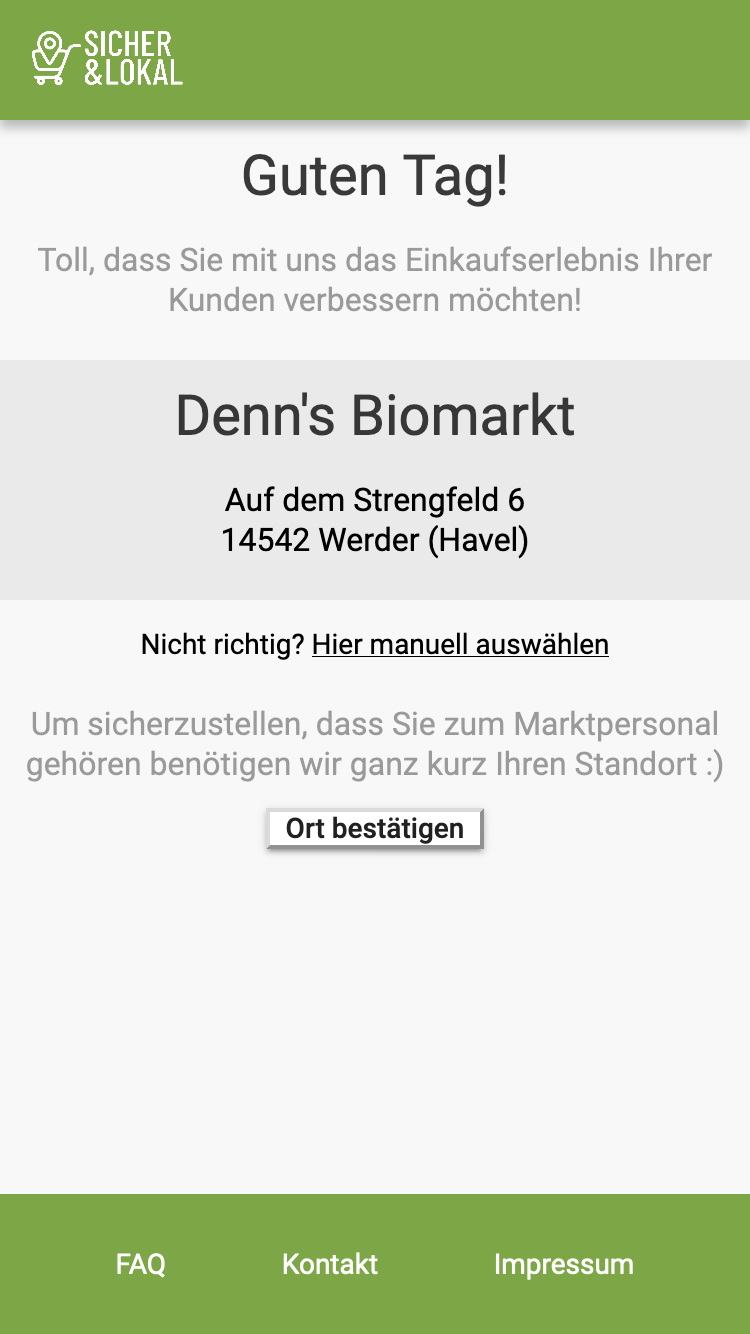 SICHER
&LOKAL
Guten Tag!
Toll, dass Sie mit uns das Einkaufserlebnis Ihrer
Kunden verbessern möchten!
Denn's Biomarkt
Auf dem Strengfeld 6
14542 Werder (Havel)
Nicht richtig? Hier manuell auswählen
Um sicherzustellen, dass Sie zum Marktpersonal
gehören benötigen wir ganz kurz Ihren Standort :)
Ort bestätigen
FAQ Kontakt Impressum